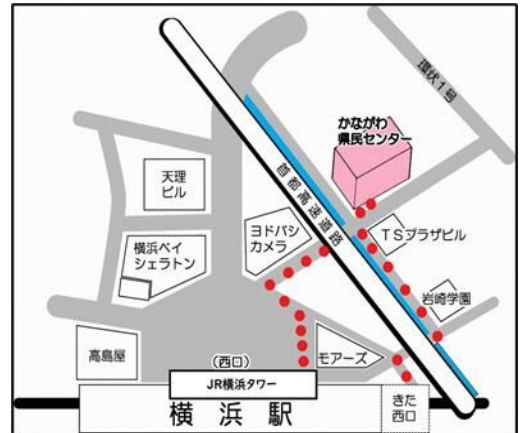 環状1号
かながわ
県民センター
首都高速道路
天理
ビル
ヨドバシ
カメラ
TSプラザビル
横浜ベイ
シェラトン
岩崎学園
高島屋
(西口)
モアーズ
JR横浜タワー
横浜駅
きた
西口